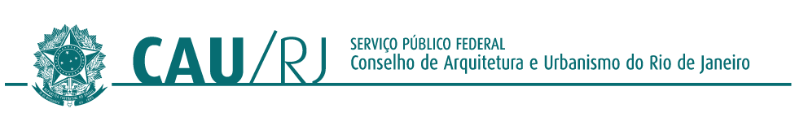 CAU/RJ
SERVIÇO PÚBLICO FEDERAL
Conselho de Arquitetura e Urbanismo do Rio de Janeiro